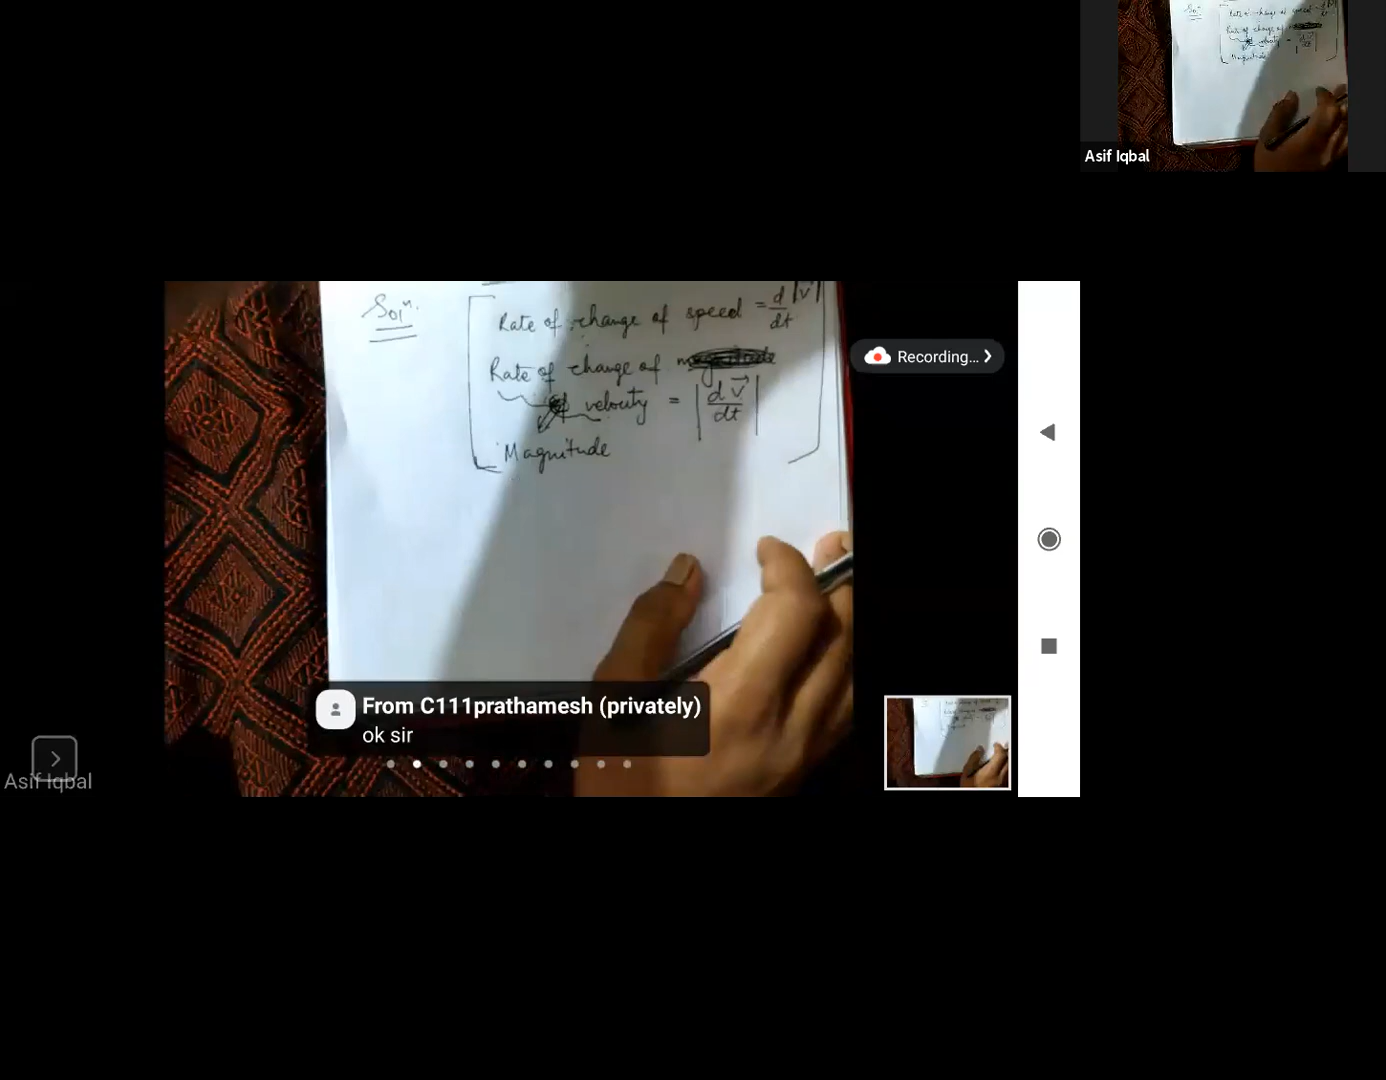 Asif Iqbal
Solⁿ.
Rate of change of speed = d/dt |v⃗|
Rate of change of
of velocity = |dv⃗/dt|
Magnitude
Recording...
From C111prathamesh (privately)
ok sir
Asif Iqbal